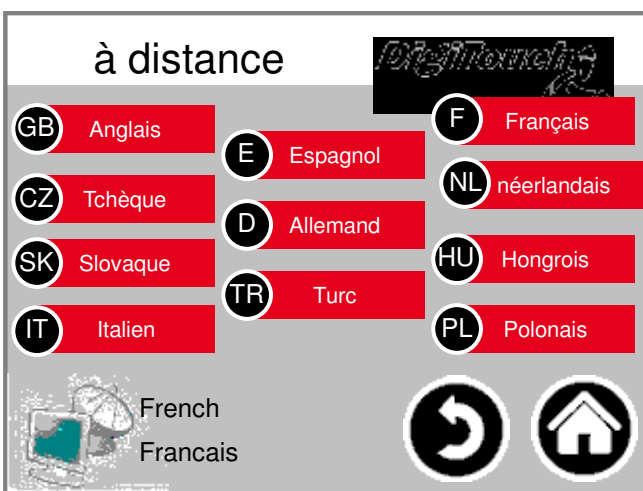 à distance
DigiTouch
GB Anglais
CZ Tchèque
SK Slovaque
IT Italien
E Espagnol
D Allemand
TR Turc
F Français
NL néerlandais
HU Hongrois
PL Polonais
French
Francais